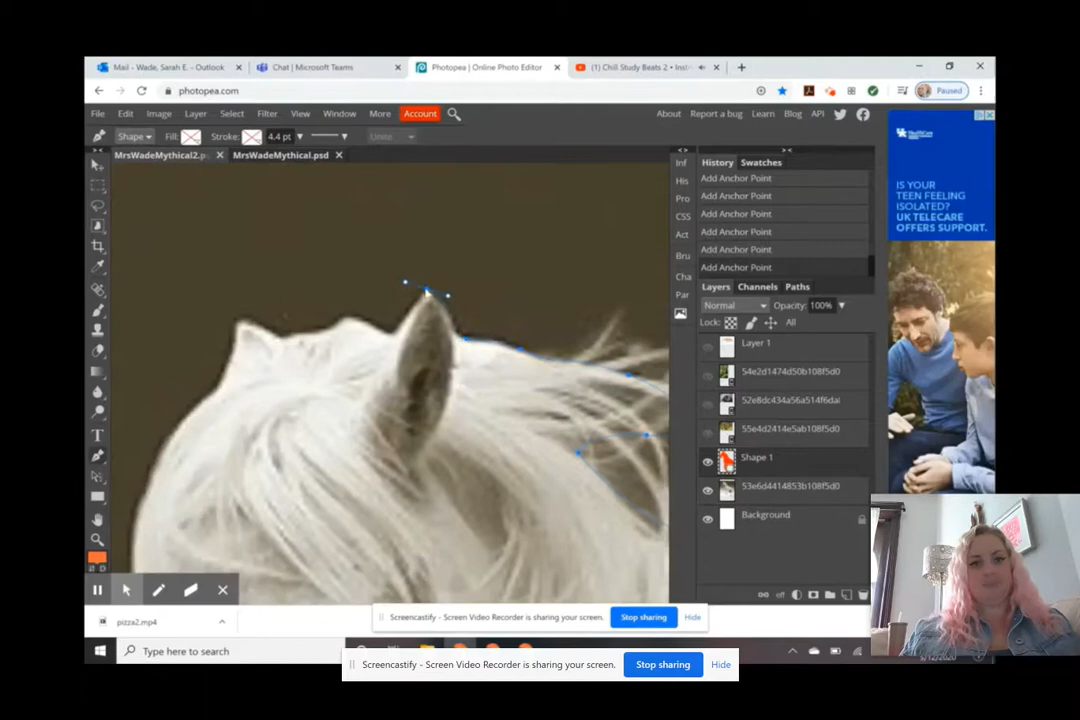 Mail - Wade, Sarah E. - Outlook
Chat | Microsoft Teams
Photopea | Online Photo Editor
(1) Chill Study Beats 2 • Inst
photopea.com
Paused
File Edit Image Layer Select Filter View Window More Account
About Report a bug Learn Blog API
Shape Fill: Stroke: 4.4 pt Unite
MrsWadeMythical2.p
MrsWadeMythical.psd
Inf
His
Pro
CSS
Act
Bru
Cha
Par
History Swatches
Add Anchor Point
Add Anchor Point
Add Anchor Point
Add Anchor Point
Add Anchor Point
Add Anchor Point
Layers Channels Paths
Normal Opacity: 100%
Lock: All
Layer 1
54e2d1474d50b108f5d0
52e8dc434a56a514f6dai
55e4d2414e5ab108f5d0
Shape 1
53e6d4414853b108f5d0
Background
UK HealthCare
IS YOUR
TEEN FEELING
ISOLATED?
UK TELECARE
OFFERS SUPPORT.
pizza2.mp4
Screencastify - Screen Video Recorder is sharing your screen.
Stop sharing
Hide
Type here to search
Screencastify - Screen Video Recorder is sharing your screen.
Stop sharing
Hide